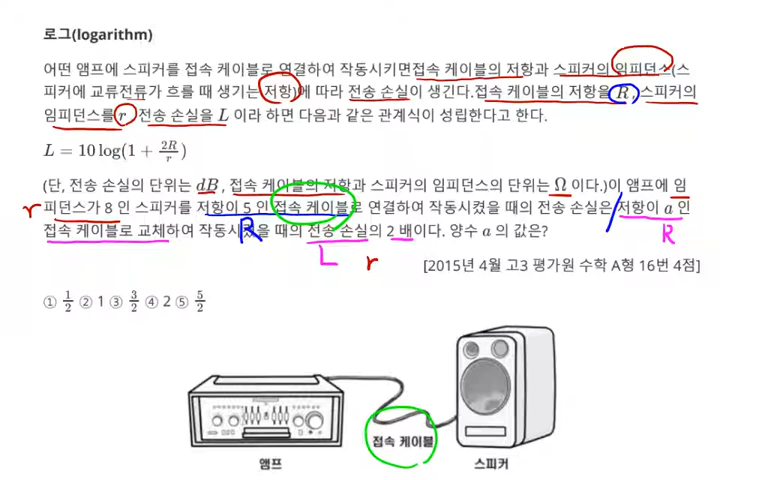 로그(logarithm)
어떤 앰프에 스피커를 접속 케이블로 연결하여 작동시키면접속 케이블의 저항과 스피커의 임피던스(스
피커에 교류전류가 흐를 때 생기는 저항)에 따라 전송 손실이 생긴다.접속 케이블의 저항을 R, 스피커의
임피던스를 r, 전송 손실을 L 이라 하면 다음과 같은 관계식이 성립한다고 한다.
L = 10 log(1 + 2R/r)
(단, 전송 손실의 단위는 dB, 접속 케이블의 저항과 스피커의 임피던스의 단위는 Ω 이다.)이 앰프에 임
r 피던스가 8 인 스피커를 저항이 5 인 접속 케이블로 연결하여 작동시켰을 때의 전송 손실은 저항이 a 인
접속 케이블로 교체하여 작동시켰을 때의 전송 손실의 2 배이다. 양수 a 의 값은?
R L r R
[2015년 4월 고3 평가원 수학 A형 16번 4점]
① 1/2 ② 1 ③ 3/2 ④ 2 ⑤ 5/2
접속 케이블
앰프 스피커